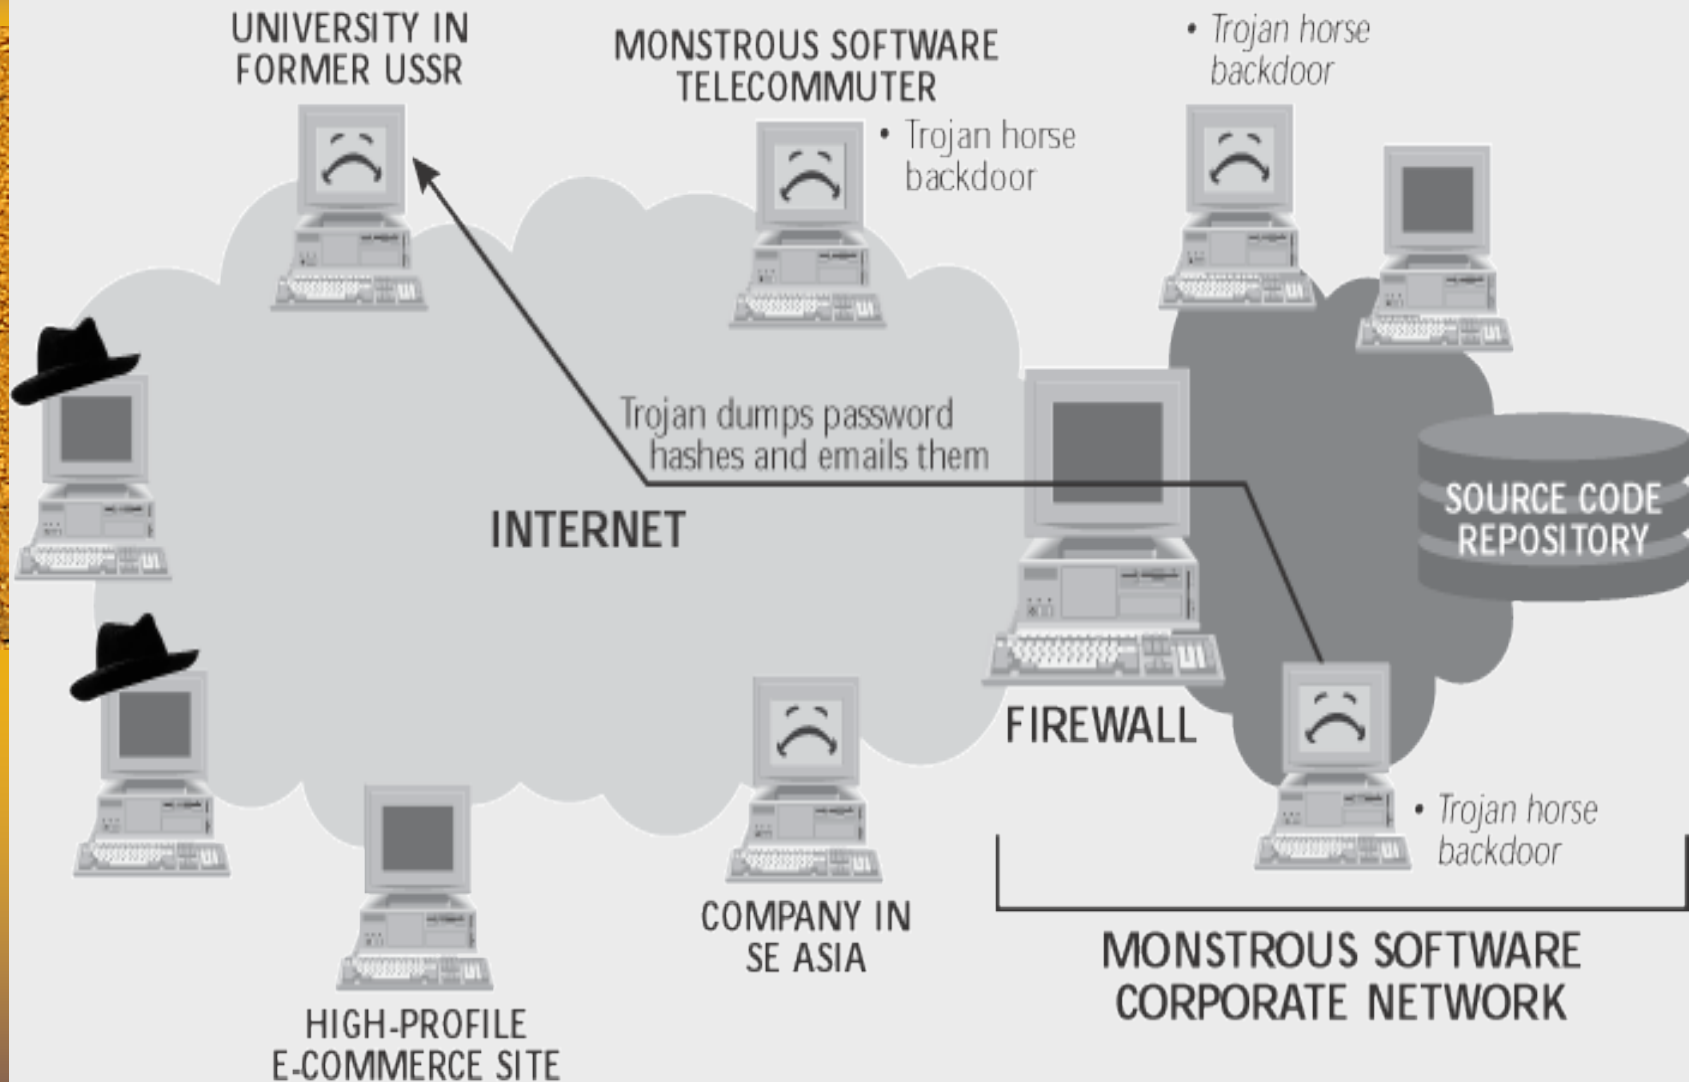 UNIVERSITY IN
FORMER USSR
MONSTROUS SOFTWARE
TELECOMMUTER
• Trojan horse
backdoor
• Trojan horse
backdoor
Trojan dumps password
hashes and emails them
INTERNET
SOURCE CODE
REPOSITORY
FIREWALL
• Trojan horse
backdoor
COMPANY IN
SE ASIA
MONSTROUS SOFTWARE
CORPORATE NETWORK
HIGH-PROFILE
E-COMMERCE SITE